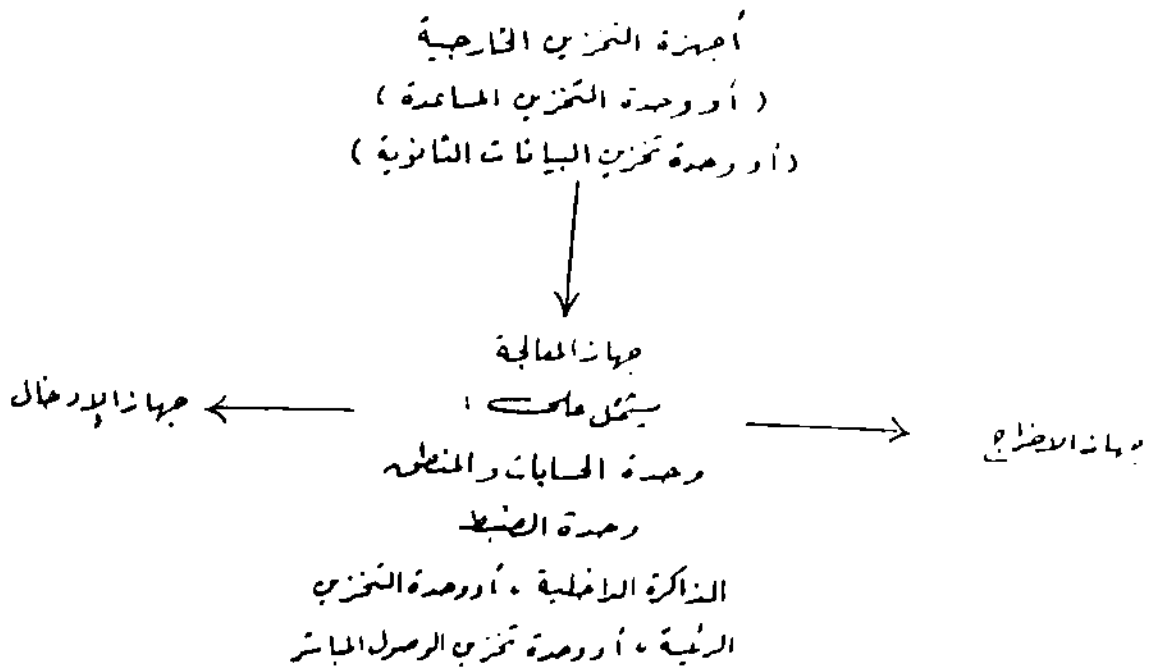 أجهزة التخزين الخارجية
( أو وحدة التخزين المساعدة )
(أو وحدة تخزين البيانات الثانوية )
جهاز المعالجة
جهاز الاخراج
يشتمل على :
جهاز الإدخال
وحدة الحسابات والمنطق
وحدة الضبط
الذاكرة الداخلية ، أو وحدة التخزين
الرئيسية ، أو وحدة تخزين الوصول المباشر